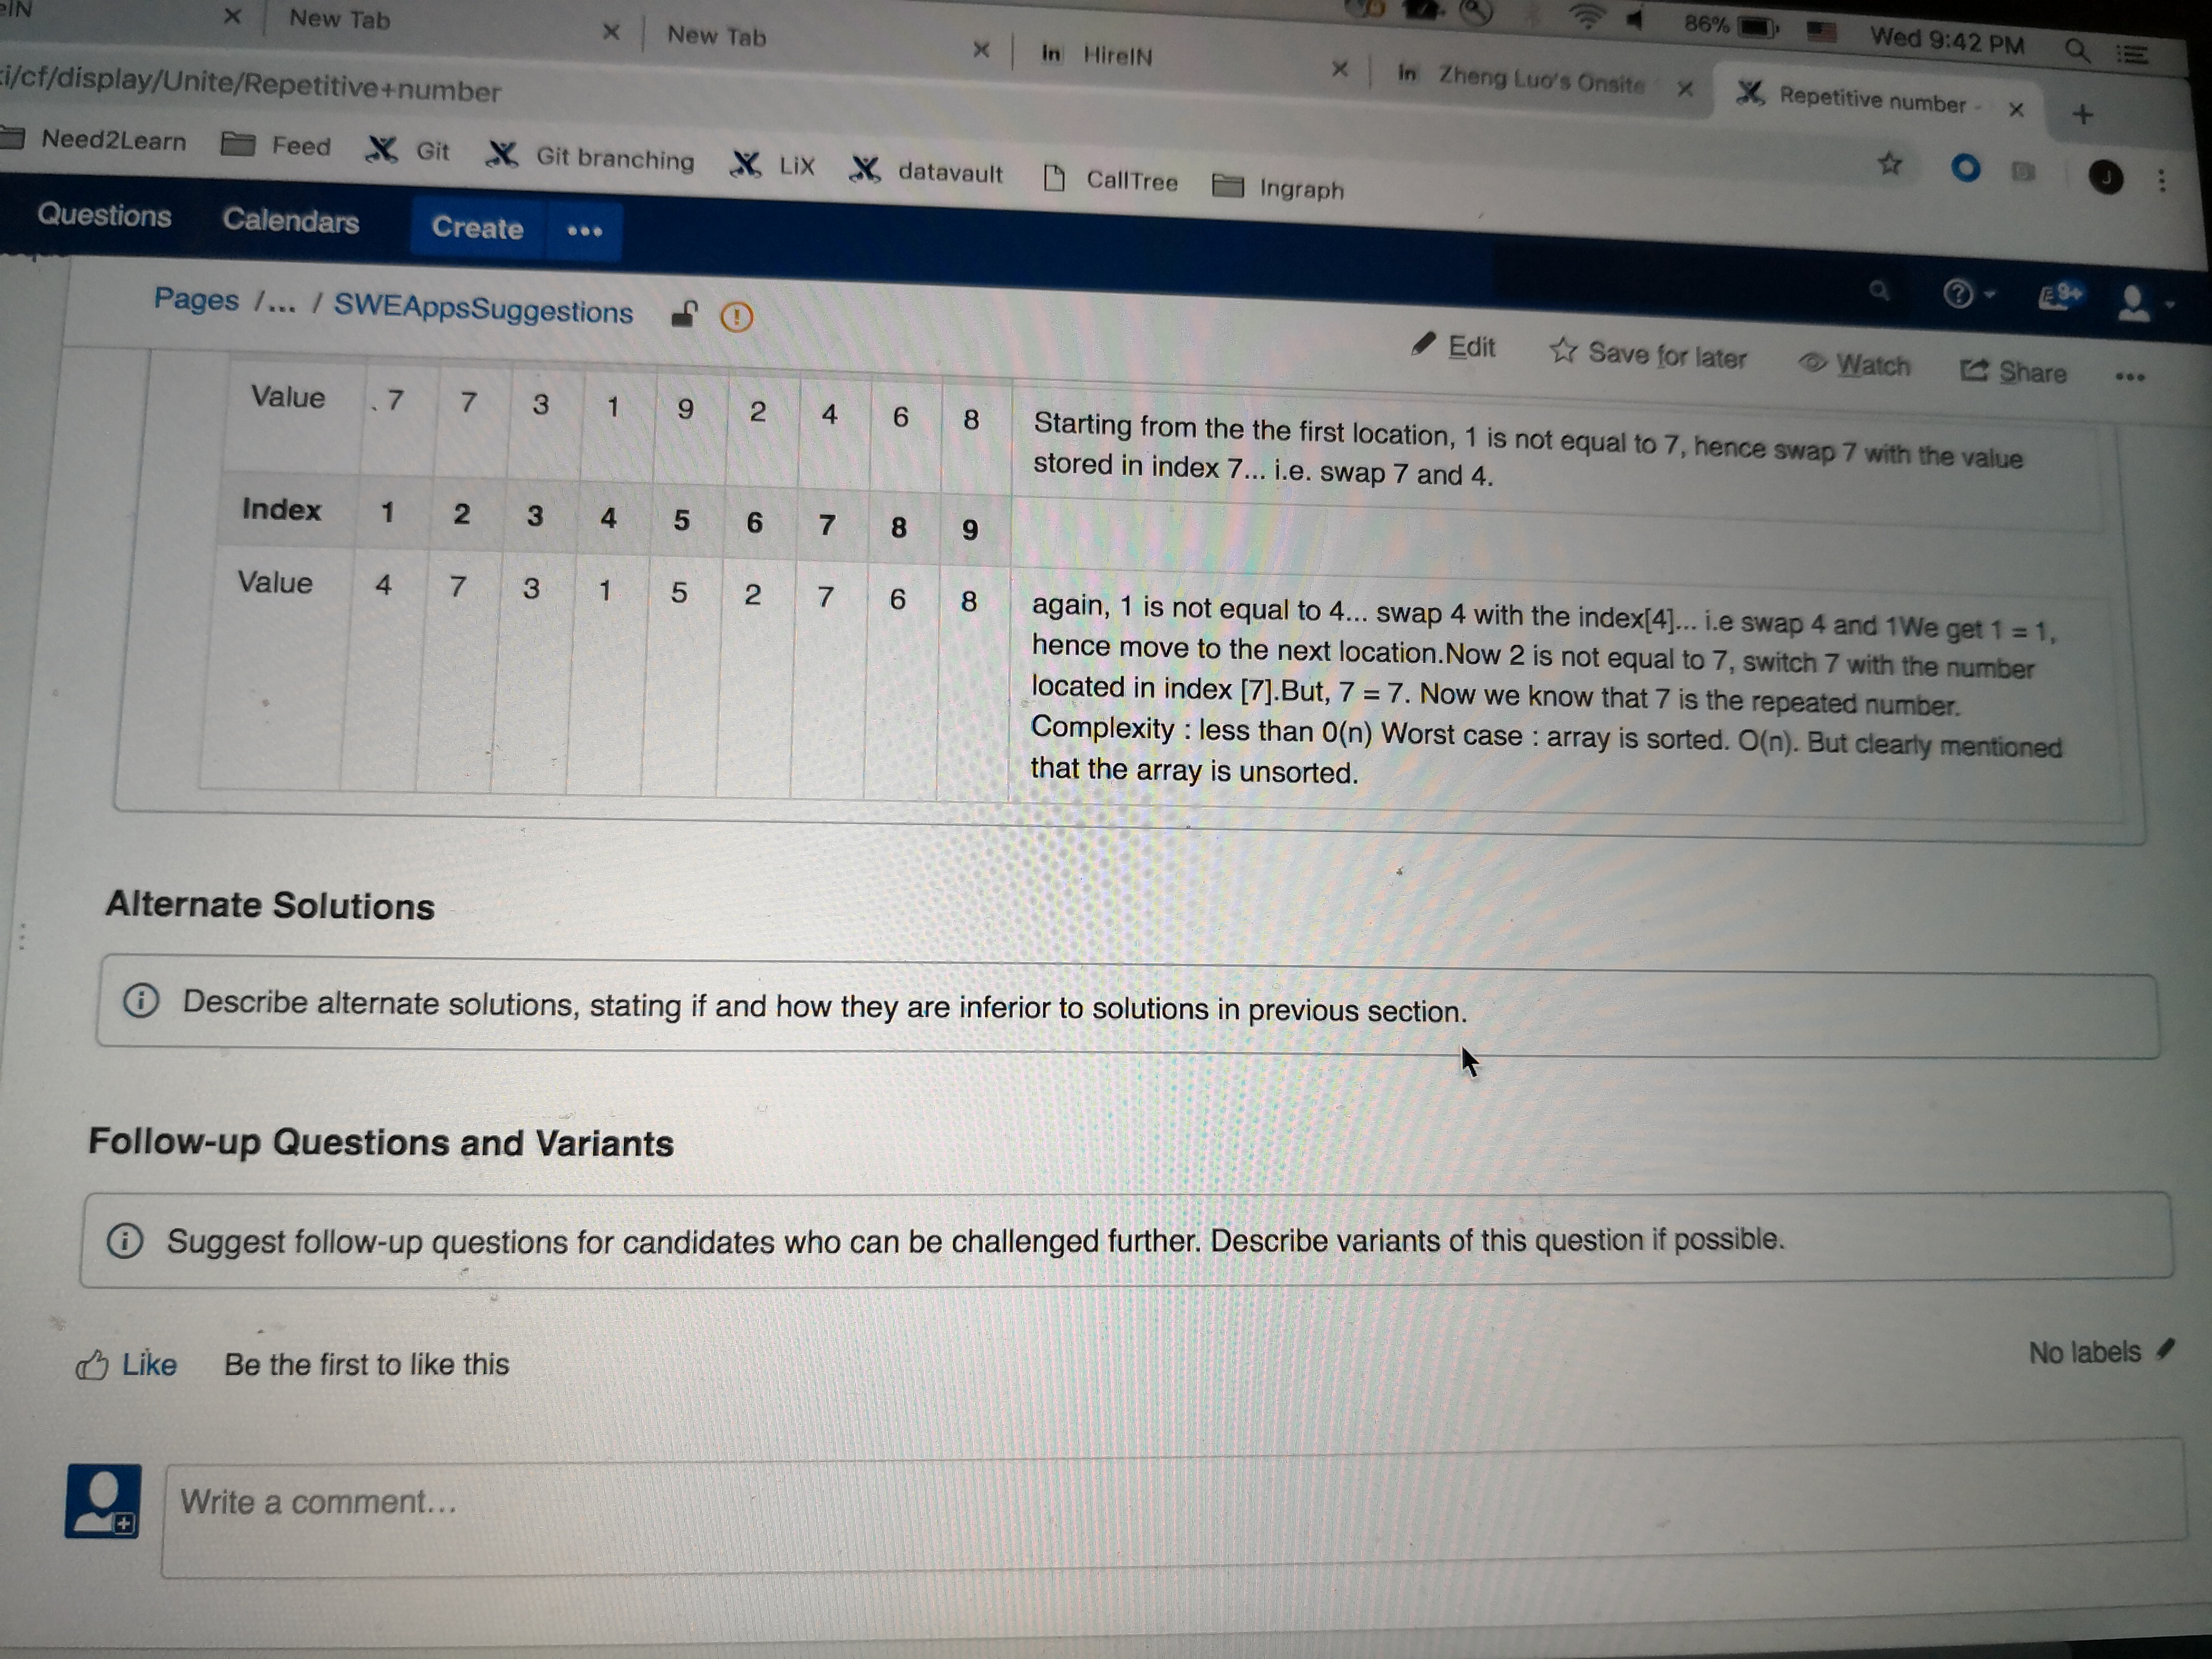 eIN
New Tab
New Tab
in HireIN
in Zheng Luo's Onsite
Repetitive number -
86%
Wed 9:42 PM
i/cf/display/Unite/Repetitive+number
Need2Learn
Feed
Git
Git branching
LiX
datavault
CallTree
Ingraph
J
Questions
Calendars
Create
•••
9+
Pages /... / SWEAppsSuggestions
Edit
Save for later
Watch
Share
•••
Value 7 7 3 1 9 2 4 6 8
Starting from the the first location, 1 is not equal to 7, hence swap 7 with the value
stored in index 7... i.e. swap 7 and 4.
Index 1 2 3 4 5 6 7 8 9
Value 4 7 3 1 5 2 7 6 8
again, 1 is not equal to 4... swap 4 with the index[4]... i.e swap 4 and 1We get 1 = 1,
hence move to the next location.Now 2 is not equal to 7, switch 7 with the number
located in index [7].But, 7 = 7. Now we know that 7 is the repeated number.
Complexity : less than 0(n) Worst case : array is sorted. O(n). But clearly mentioned
that the array is unsorted.
Alternate Solutions
Describe alternate solutions, stating if and how they are inferior to solutions in previous section.
Follow-up Questions and Variants
Suggest follow-up questions for candidates who can be challenged further. Describe variants of this question if possible.
Like
Be the first to like this
No labels
Write a comment...